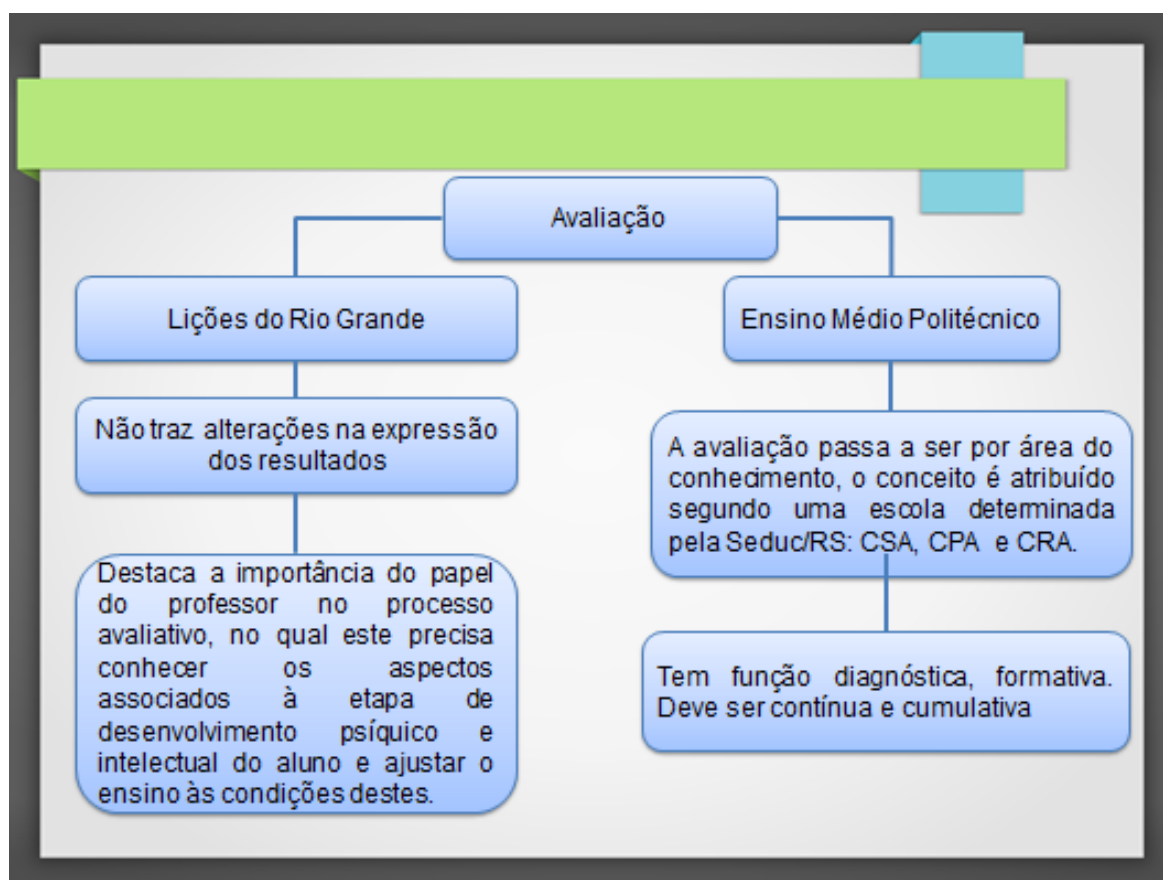 Avaliação
Lições do Rio Grande
Não traz alterações na expressão
dos resultados
Destaca a importância do papel
do professor no processo
avaliativo, no qual este precisa
conhecer os aspectos
associados à etapa de
desenvolvimento psíquico e
intelectual do aluno e ajustar o
ensino às condições destes.
Ensino Médio Politécnico
A avaliação passa a ser por área do
conhecimento, o conceito é atribuído
segundo uma escola determinada
pela Seduc/RS: CSA, CPA e CRA.
Tem função diagnóstica, formativa.
Deve ser contínua e cumulativa